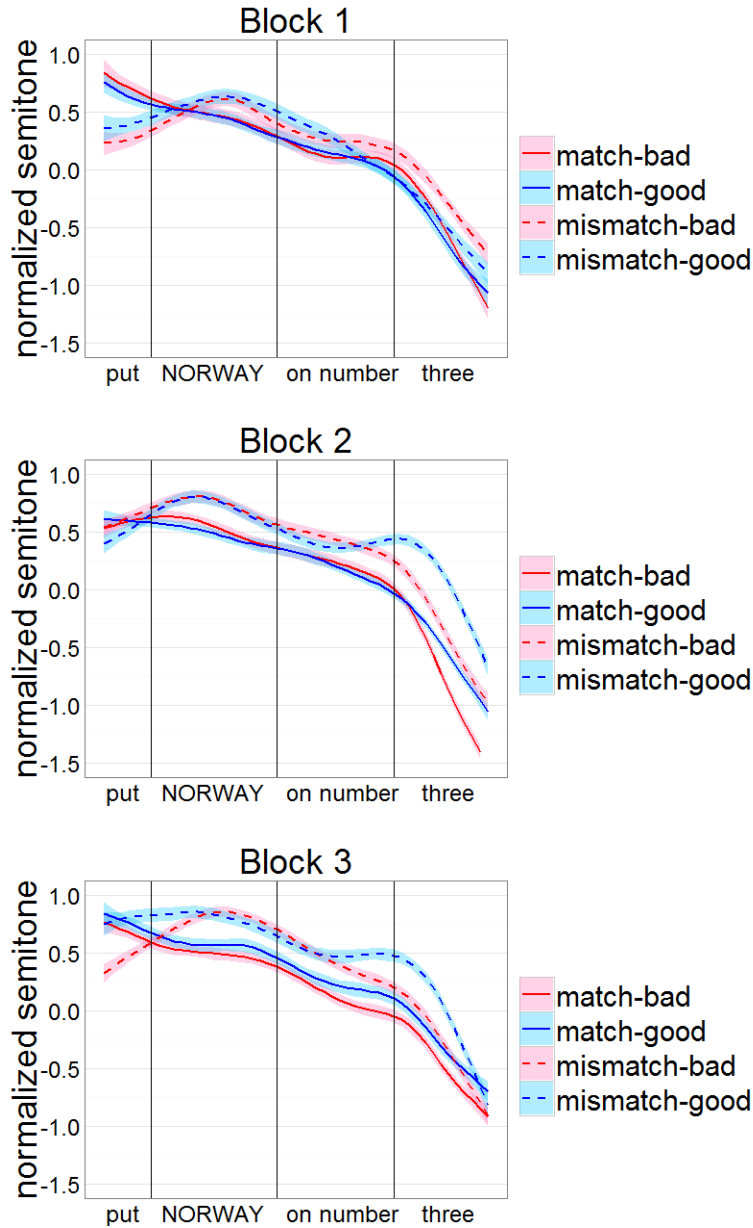 Block 1
normalized semitone
1.0
0.5
0.0
-0.5
-1.0
-1.5
put NORWAY on number three
match-bad
match-good
mismatch-bad
mismatch-good
Block 2
normalized semitone
1.0
0.5
0.0
-0.5
-1.0
-1.5
put NORWAY on number three
match-bad
match-good
mismatch-bad
mismatch-good
Block 3
normalized semitone
1.0
0.5
0.0
-0.5
-1.0
-1.5
put NORWAY on number three
match-bad
match-good
mismatch-bad
mismatch-good